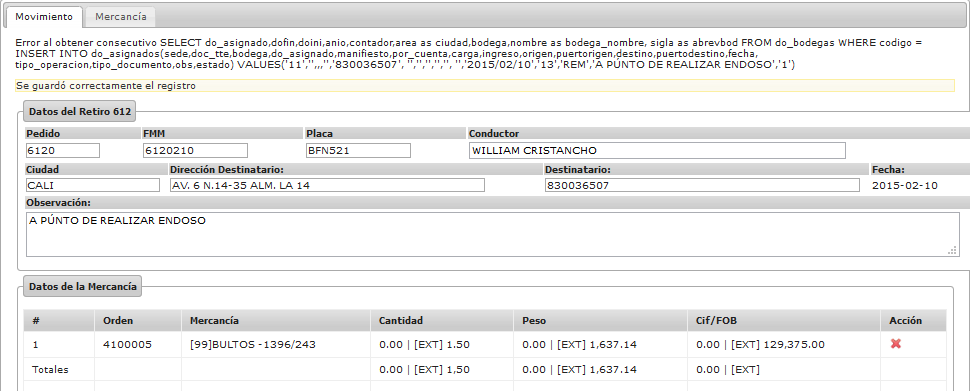 Movimiento Mercancía
Error al obtener consecutivo SELECT do_asignado,dofin,doini,anio,contador,area as ciudad,bodega,nombre as bodega_nombre, sigla as abrevbod FROM do_bodegas WHERE codigo =
INSERT INTO do_asignados(sede,doc_tte,bodega,do_asignado,manifiesto,por_cuenta,carga,ingreso,origen,puertorigen,destino,puertodestino,fecha,
tipo_operacion,tipo_documento,obs,estado) VALUES('11','',,,'','830036507', '','','','','', '','2015/02/10','13','REM','A PÚNTO DE REALIZAR ENDOSO','1')
Se guardó correctamente el registro
Datos del Retiro 612
Pedido FMM Placa Conductor
6120 6120210 BFN521 WILLIAM CRISTANCHO
Ciudad Dirección Destinatario: Destinatario: Fecha:
CALI AV. 6 N.14-35 ALM. LA 14 830036507 2015-02-10
Observación:
A PÚNTO DE REALIZAR ENDOSO
Datos de la Mercancía
# Orden Mercancía Cantidad Peso Cif/FOB Acción
1 4100005 [99]BULTOS -1396/243 0.00 | [EXT] 1.50 0.00 | [EXT] 1,637.14 0.00 | [EXT] 129,375.00
Totales 0.00 | [EXT] 1.50 0.00 | [EXT] 1,637.14 0.00 | [EXT]